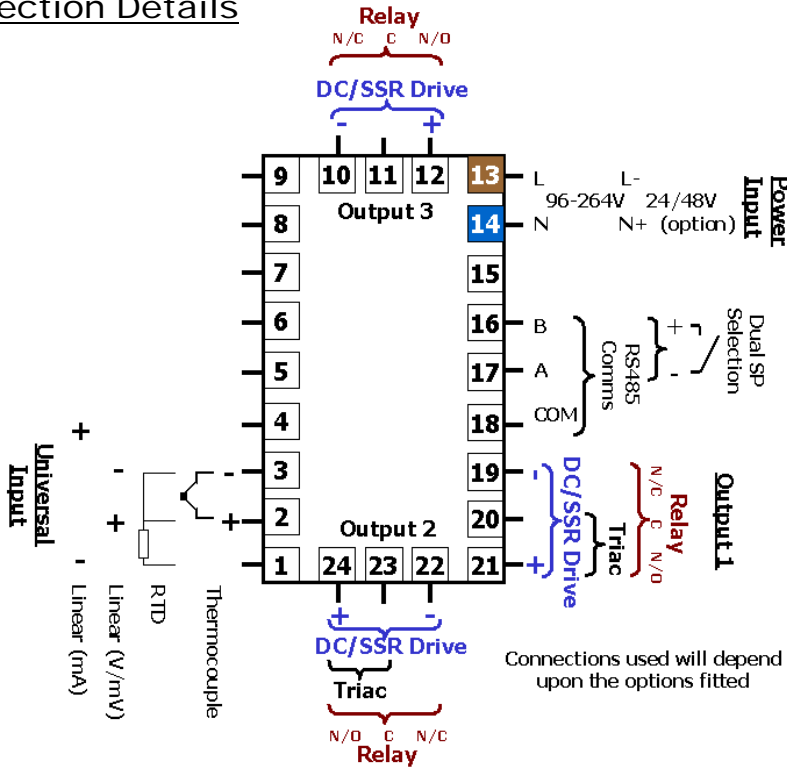 ection Details
Relay
N/C C N/O
DC/SSR Drive
- +
9 10 11 12 13 L L-
96-264V 24/48V
Output 3
8 14 N N+ (option)
Power
Input
7 15
6 16 B
5 17 A
4 18 COM
RS485
Comms
+
-
Dual SP
Selection
+
3 - - 19 -
2 + + 20
Output 2
1 - 24 23 22 21 +
Universal
Input
Linear (mA)
Linear (V/mV)
RTD
Thermocouple
DC/SSR Drive
Triac
N/C C N/O
Relay
Output 1
+ -
DC/SSR Drive
Triac
N/O C N/C
Relay
Connections used will depend
upon the options fitted